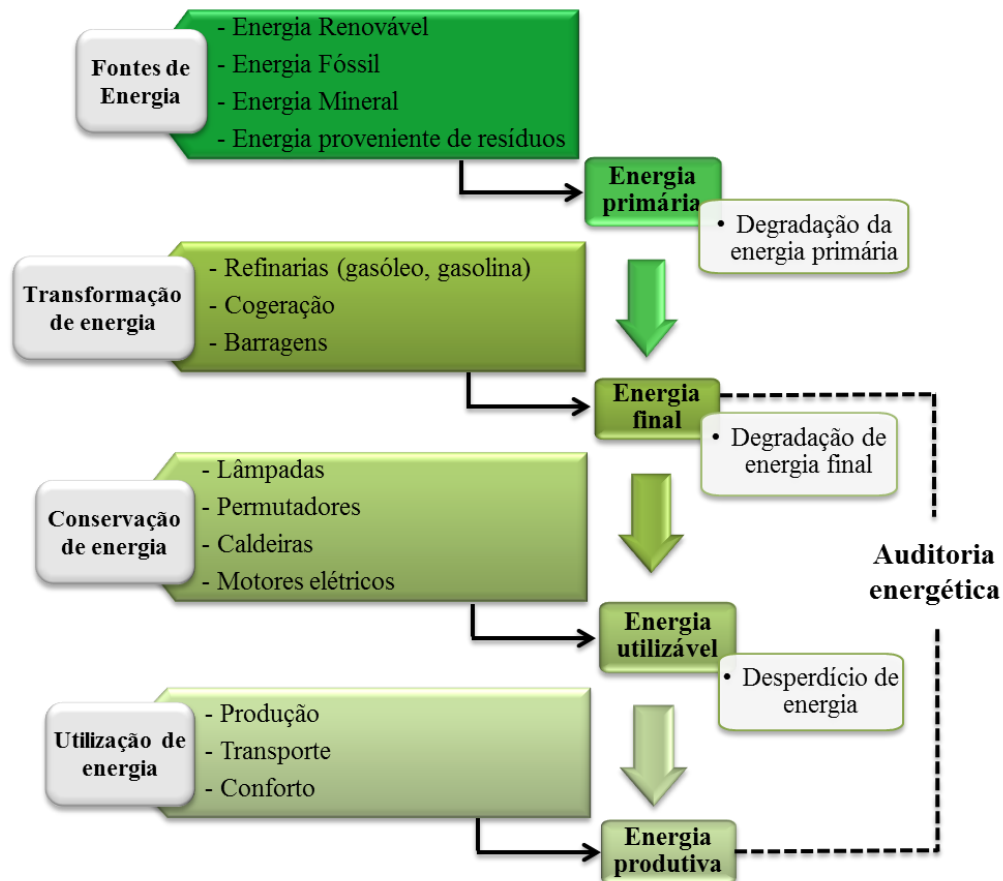 Fontes de
Energia
- Energia Renovável
- Energia Fóssil
- Energia Mineral
- Energia proveniente de resíduos
Energia
primária
• Degradação da
energia primária
Transformação
de energia
- Refinarias (gasóleo, gasolina)
- Cogeração
- Barragens
Energia
final
• Degradação de
energia final
Conservação
de energia
- Lâmpadas
- Permutadores
- Caldeiras
- Motores elétricos
Auditoria
energética
Energia
utilizável
• Desperdício de
energia
Utilização de
energia
- Produção
- Transporte
- Conforto
Energia
produtiva